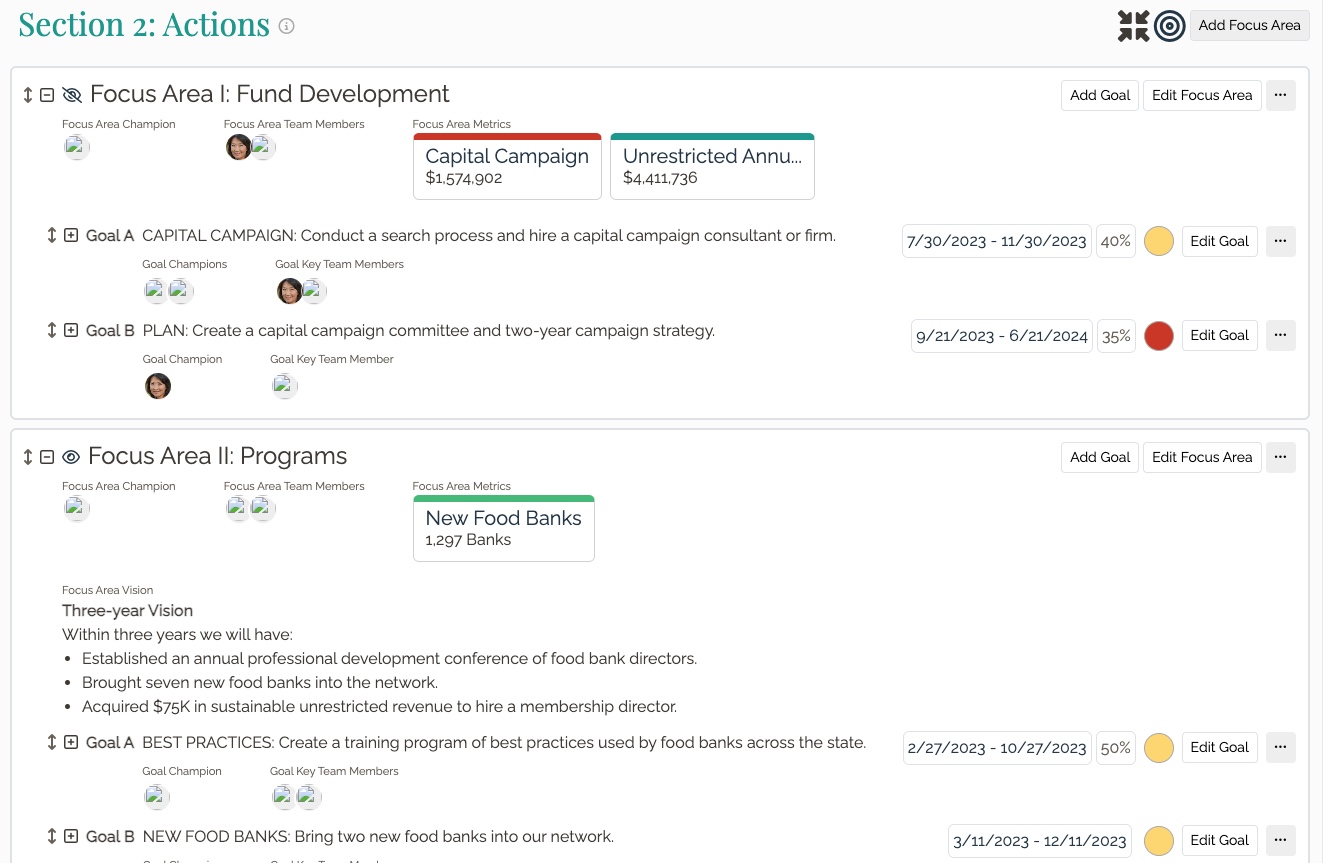 Section 2: Actions
Add Focus Area
Focus Area I: Fund Development
Add Goal
Edit Focus Area
Focus Area Champion
Focus Area Team Members
Focus Area Metrics
Capital Campaign
$1,574,902
Unrestricted Annu...
$4,411,736
Goal A CAPITAL CAMPAIGN: Conduct a search process and hire a capital campaign consultant or firm.
7/30/2023 - 11/30/2023
40%
Edit Goal
Goal Champions
Goal Key Team Members
Goal B PLAN: Create a capital campaign committee and two-year campaign strategy.
9/21/2023 - 6/21/2024
35%
Edit Goal
Goal Champion
Goal Key Team Member
Focus Area II: Programs
Add Goal
Edit Focus Area
Focus Area Champion
Focus Area Team Members
Focus Area Metrics
New Food Banks
1,297 Banks
Focus Area Vision
Three-year Vision
Within three years we will have:
• Established an annual professional development conference of food bank directors.
• Brought seven new food banks into the network.
• Acquired $75K in sustainable unrestricted revenue to hire a membership director.
Goal A BEST PRACTICES: Create a training program of best practices used by food banks across the state.
2/27/2023 - 10/27/2023
50%
Edit Goal
Goal Champion
Goal Key Team Members
Goal B NEW FOOD BANKS: Bring two new food banks into our network.
3/11/2023 - 12/11/2023
Edit Goal